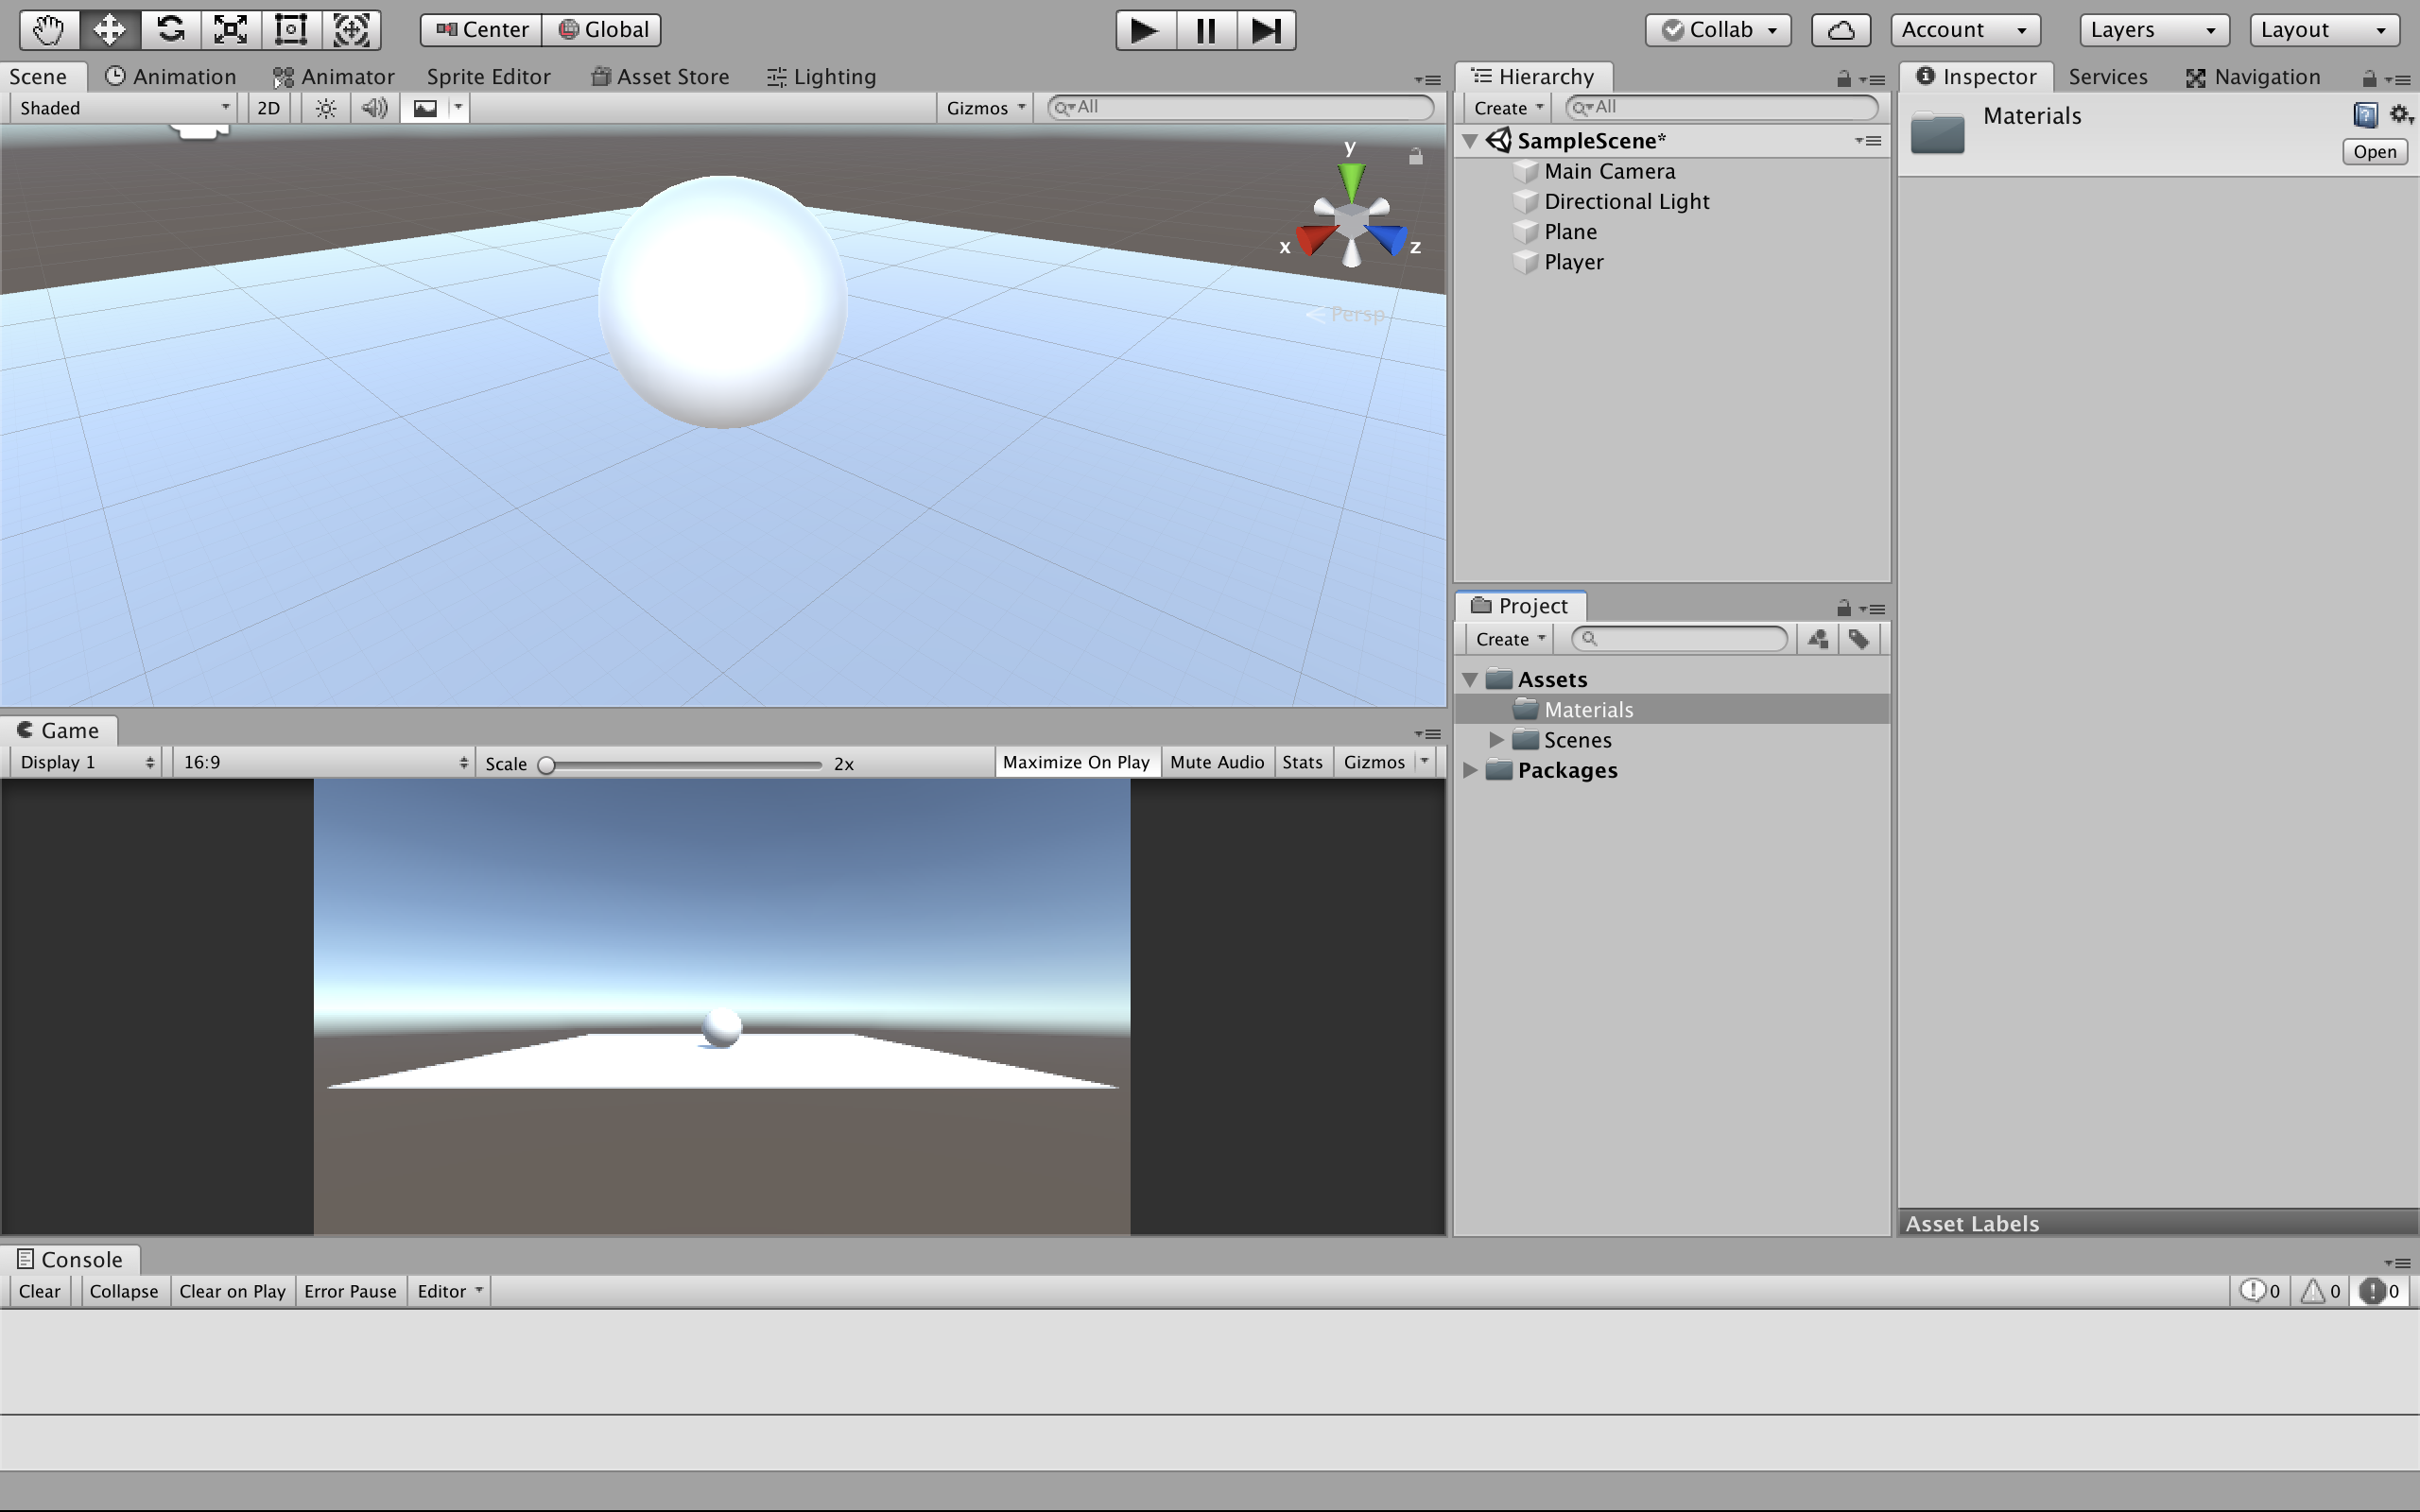 Center Global Collab Account Layers Layout
Scene Animation Animator Sprite Editor Asset Store Lighting
Shaded 2D Gizmos All
y
x z
Persp
Game
Display 1 16:9 Scale 2x Maximize On Play Mute Audio Stats Gizmos
Hierarchy
Create All
SampleScene*
Main Camera
Directional Light
Plane
Player
Project
Create
Assets
Materials
Scenes
Packages
Inspector Services Navigation
Materials
Open
Asset Labels
Console
Clear Collapse Clear on Play Error Pause Editor 0 0 0